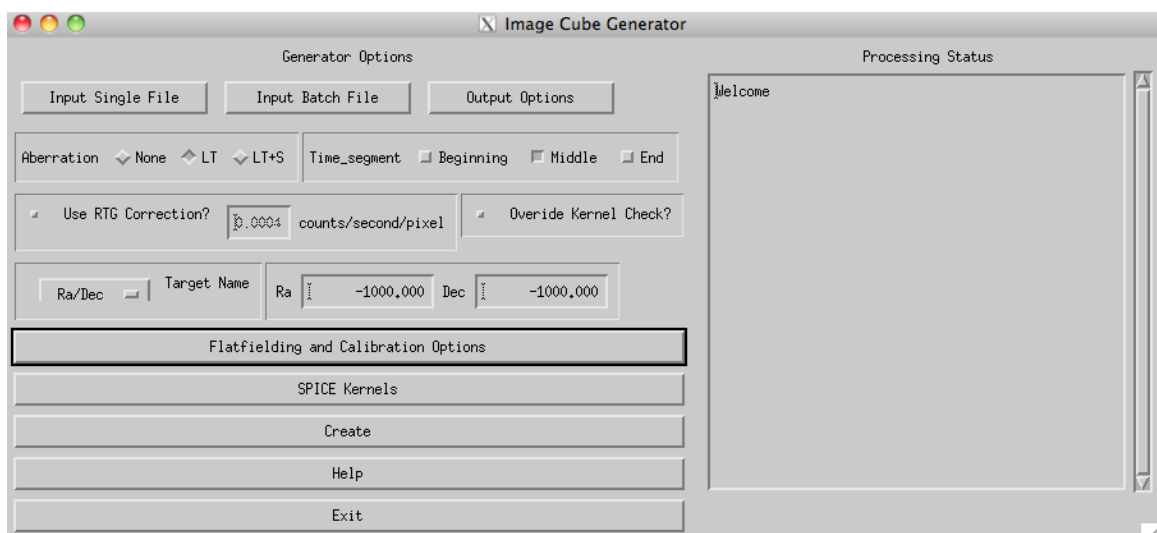 X Image Cube Generator
Generator Options
Processing Status
Input Single File Input Batch File Output Options
Welcome
Aberration None LT LT+S Time_segment Beginning Middle End
Use RTG Correction? 0.0004 counts/second/pixel Overide Kernel Check?
Ra/Dec Target Name Ra -1000.000 Dec -1000.000
Flatfielding and Calibration Options
SPICE Kernels
Create
Help
Exit